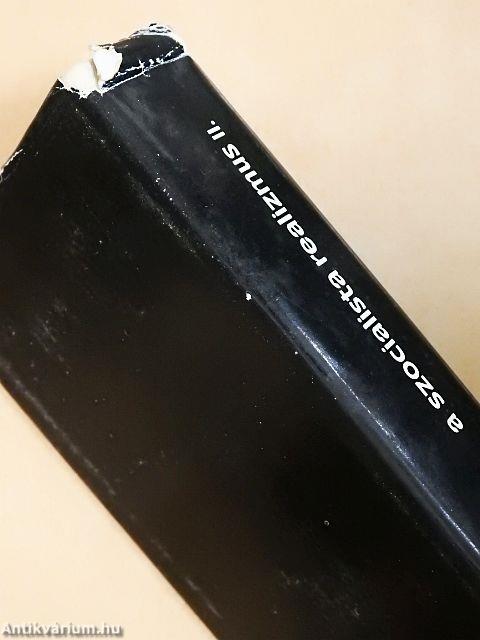 a szocialista realizmus II.
Antikvárium.hu